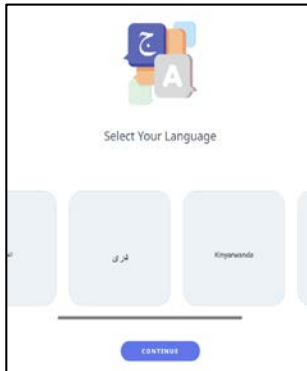 ج
A
Select Your Language
دری
Kinyarwanda
CONTINUE